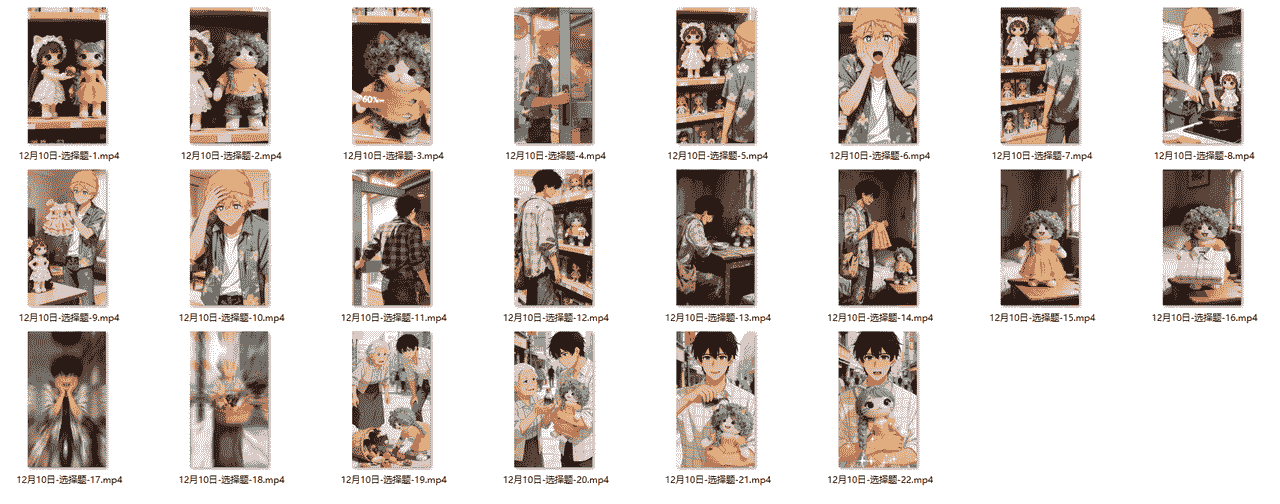 60%
12月10日-选择题-1.mp4
12月10日-选择题-2.mp4
12月10日-选择题-3.mp4
12月10日-选择题-4.mp4
12月10日-选择题-5.mp4
12月10日-选择题-6.mp4
12月10日-选择题-7.mp4
12月10日-选择题-8.mp4
12月10日-选择题-9.mp4
12月10日-选择题-10.mp4
12月10日-选择题-11.mp4
12月10日-选择题-12.mp4
12月10日-选择题-13.mp4
12月10日-选择题-14.mp4
12月10日-选择题-15.mp4
12月10日-选择题-16.mp4
12月10日-选择题-17.mp4
12月10日-选择题-18.mp4
12月10日-选择题-19.mp4
12月10日-选择题-20.mp4
12月10日-选择题-21.mp4
12月10日-选择题-22.mp4